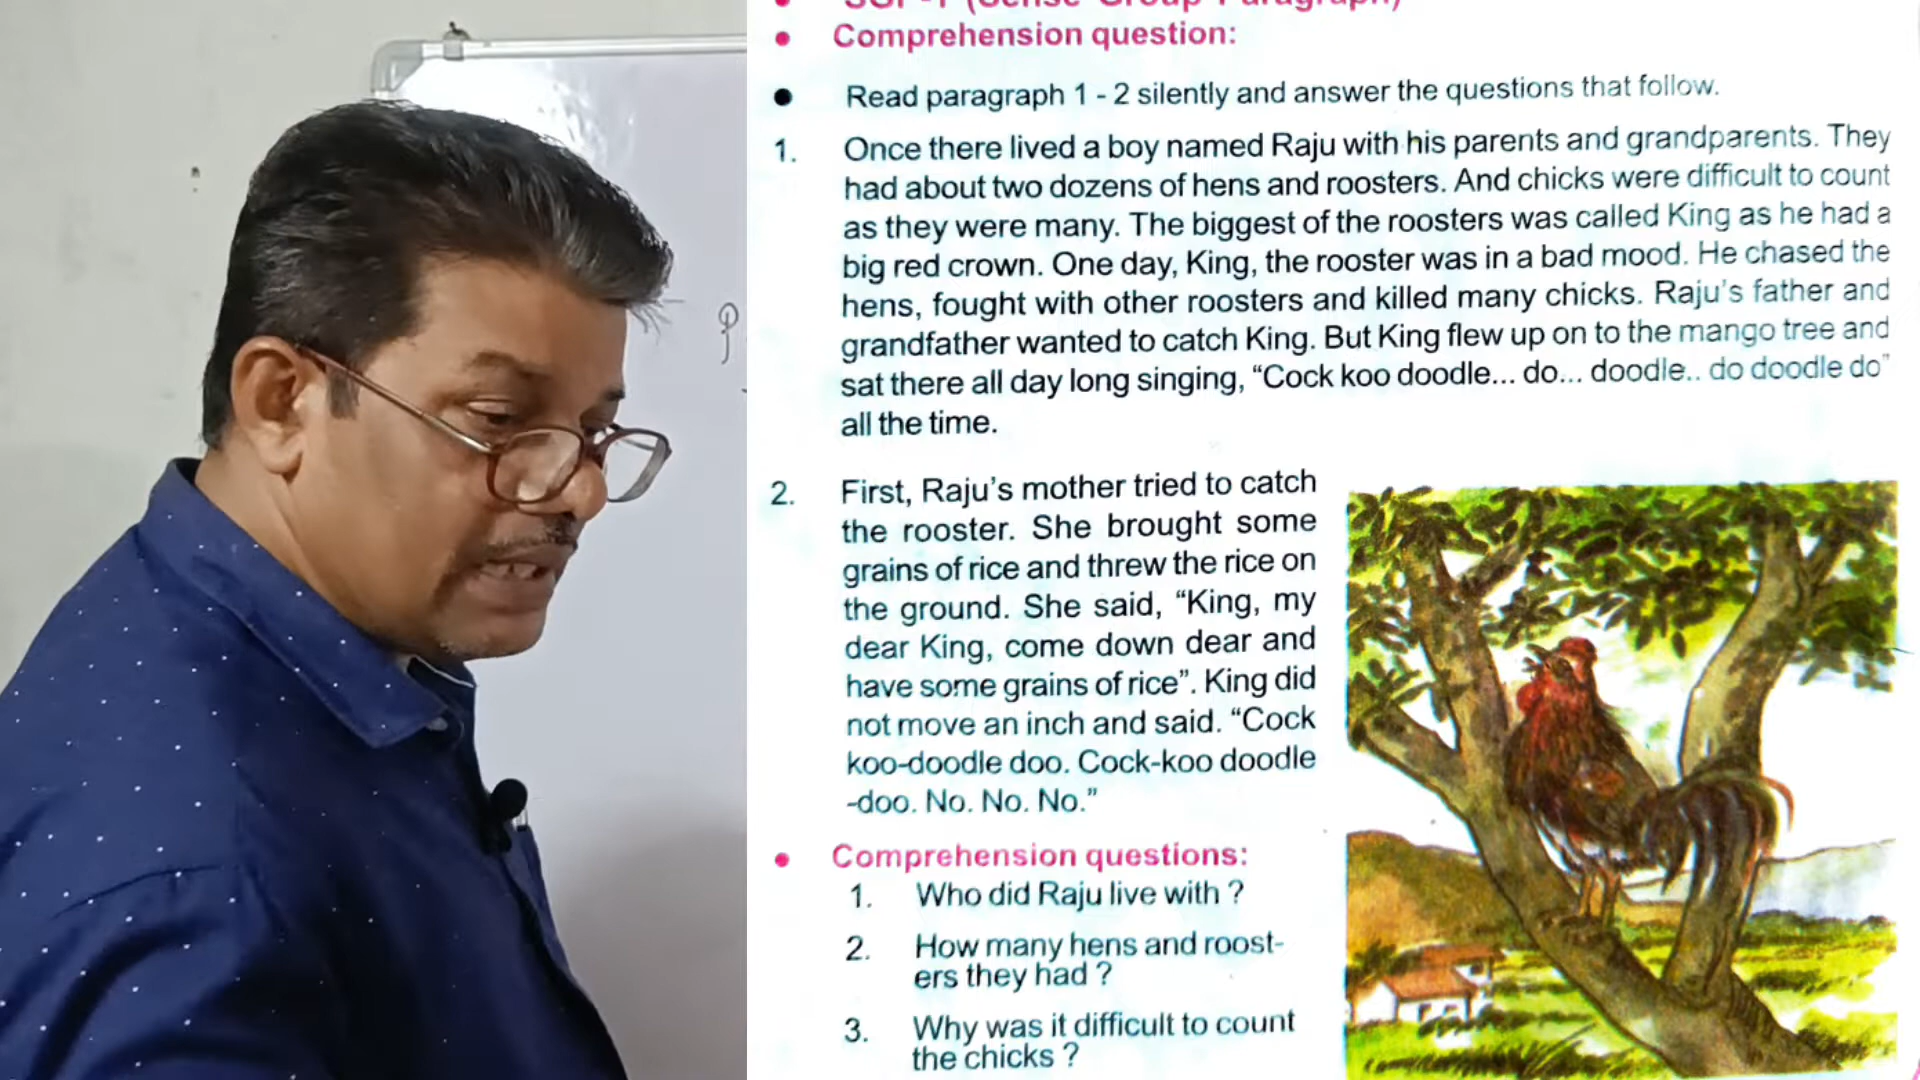 SGP-1 (Sense Group Paragraph)
• Comprehension question:
• Read paragraph 1 - 2 silently and answer the questions that follow.
1. Once there lived a boy named Raju with his parents and grandparents. They
had about two dozens of hens and roosters. And chicks were difficult to count
as they were many. The biggest of the roosters was called King as he had a
big red crown. One day, King, the rooster was in a bad mood. He chased the
hens, fought with other roosters and killed many chicks. Raju's father and
grandfather wanted to catch King. But King flew up on to the mango tree and
sat there all day long singing, “Cock koo doodle... do... doodle.. do doodle do”
all the time.
2. First, Raju's mother tried to catch
the rooster. She brought some
grains of rice and threw the rice on
the ground. She said, “King, my
dear King, come down dear and
have some grains of rice”. King did
not move an inch and said. “Cock
koo-doodle doo. Cock-koo doodle
-doo. No. No. No.”
• Comprehension questions:
1. Who did Raju live with ?
2. How many hens and roost-
ers they had ?
3. Why was it difficult to count
the chicks ?